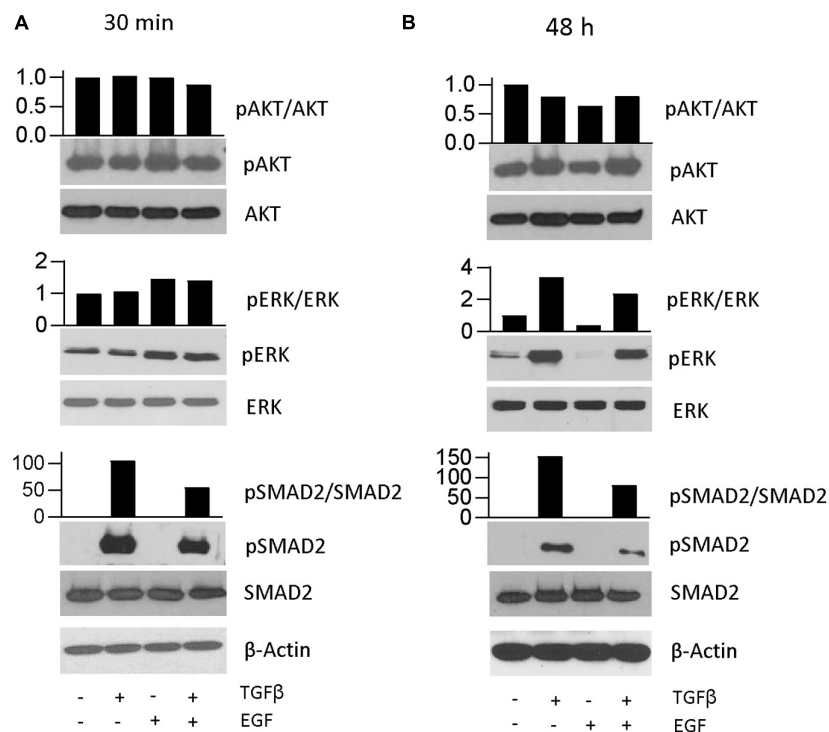 A
30 min
1.0
0.5
0.0
pAKT/AKT
pAKT
AKT
2
1
0
pERK/ERK
pERK
ERK
100
50
0
pSMAD2/SMAD2
pSMAD2
SMAD2
β-Actin
- + - + TGFβ
- - + + EGF
B
48 h
1.0
0.5
0.0
pAKT/AKT
pAKT
AKT
4
2
0
pERK/ERK
pERK
ERK
150
100
50
0
pSMAD2/SMAD2
pSMAD2
SMAD2
β-Actin
- + - + TGFβ
- - + + EGF